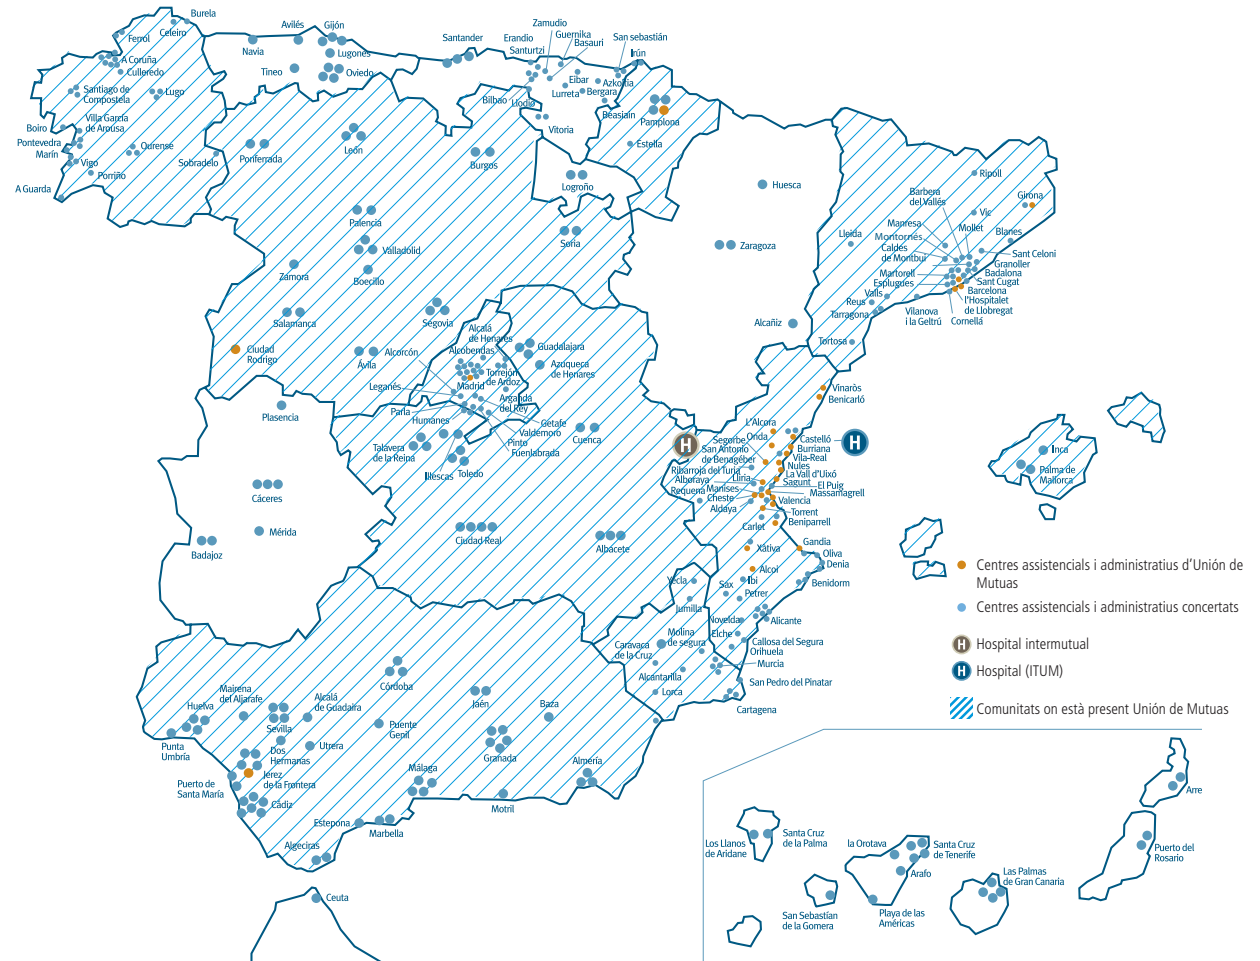 Burela
Celeiro
Ferrol
A Coruña
Culleredo
Santiago de
Compostela
Lugo
Villa García
de Arousa
Boiro
Pontevedra
Marín
Vigo
Ourense
Porriño
Sobradelo
A Guarda
Avilés
Gijón
Navia
Lugones
Tineo
Oviedo
Santander
Zamudio
Erandio
Guernika
Santurtzi
Basauri
San sebastián
Irún
Eibar
Azkoitia
Lurreta
Bergara
Bilbao
Llodio
Beasiain
Vitoria
Pamplona
Estella
Ponferrada
León
Burgos
Logroño
Palencia
Valladolid
Soria
Boecillo
Zamora
Salamanca
Segovia
Ciudad
Rodrigo
Ávila
Huesca
Zaragoza
Alcañiz
Ripoll
Girona
Barbera
del Vallés
Vic
Manresa
Mollet
Blanes
Montornés
Lleida
Caldes
de Montbui
Sant Celoni
Granoller
Martorell
Badalona
Esplugues
Sant Cugat
Valls
Barcelona
Reus
l'Hospitalet
de Llobregat
Tarragona
Vilanova
i la Geltrú
Cornellá
Tortosa
Alcalá
de Henares
Alcobendas
Alcorcón
Guadalajara
Azuqueca
de Henares
Torrejón
de Ardoz
Madrid
Leganés
Arganda
del Rey
Parla
Humanes
Getafe
Valdemoro
Pinto
Fuenlabrada
Talavera
de la Reina
Illescas
Toledo
Cuenca
Ciudad Real
Albacete
Plasencia
Cáceres
Mérida
Badajoz
Vinaròs
Benicarló
L'Alcora
Onda
Castelló
Segorbe
Burriana
San Antonio
de Benagéber
Vila-Real
Nules
Ribarroja del Turia
La Vall d'Uixó
Lliria
Sagunt
Alboraya
El Puig
Manises
Massamagrell
Requena
Cheste
Valencia
Aldaya
Torrent
Beniparrell
Carlet
Xátiva
Gandia
Oliva
Denia
Alcoi
Ibi
Benidorm
Sax
Petrer
Yecla
Jumilla
Novelda
Alicante
Elche
Molina
de segura
Callosa del Segura
Orihuela
Caravaca
de la Cruz
Murcia
Alcantarilla
San Pedro del Pinatar
Lorca
Cartagena
Inca
Palma de
Mallorca
Mairena
del Aljarafe
Huelva
Alcalá
de Guadaira
Sevilla
Córdoba
Jaén
Baza
Puente
Genil
Punta
Umbría
Dos
Hermanas
Utrera
Granada
Jerez
de la Frontera
Puerto de
Santa María
Cádiz
Málaga
Almería
Motril
Estepona
Marbella
Algeciras
Ceuta
Centres assistencials i administratius d'Unión de
Mutuas
Centres assistencials i administratius concertats
H
H
H Hospital intermutual
H Hospital (ITUM)
Comunitats on està present Unión de Mutuas
Los Llanos
de Aridane
Santa Cruz
de la Palma
la Orotava
Santa Cruz
de Tenerife
Arafo
San Sebastían
de la Gomera
Playa de las
Américas
Las Palmas
de Gran Canaria
Arre
Puerto del
Rosario